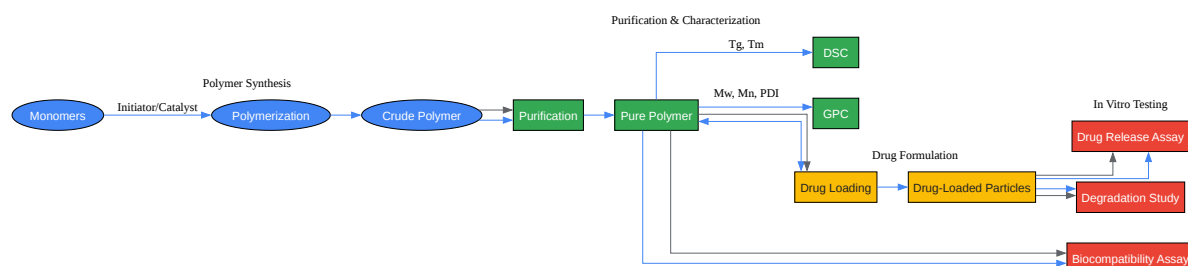 Purification & Characterization
Tg, Tm
DSC
Polymer Synthesis
Mw, Mn, PDI
In Vitro Testing
Monomers
Initiator/Catalyst
Polymerization
Crude Polymer
Purification
Pure Polymer
GPC
Drug Release Assay
Drug Formulation
Drug Loading
Drug-Loaded Particles
Degradation Study
Biocompatibility Assay